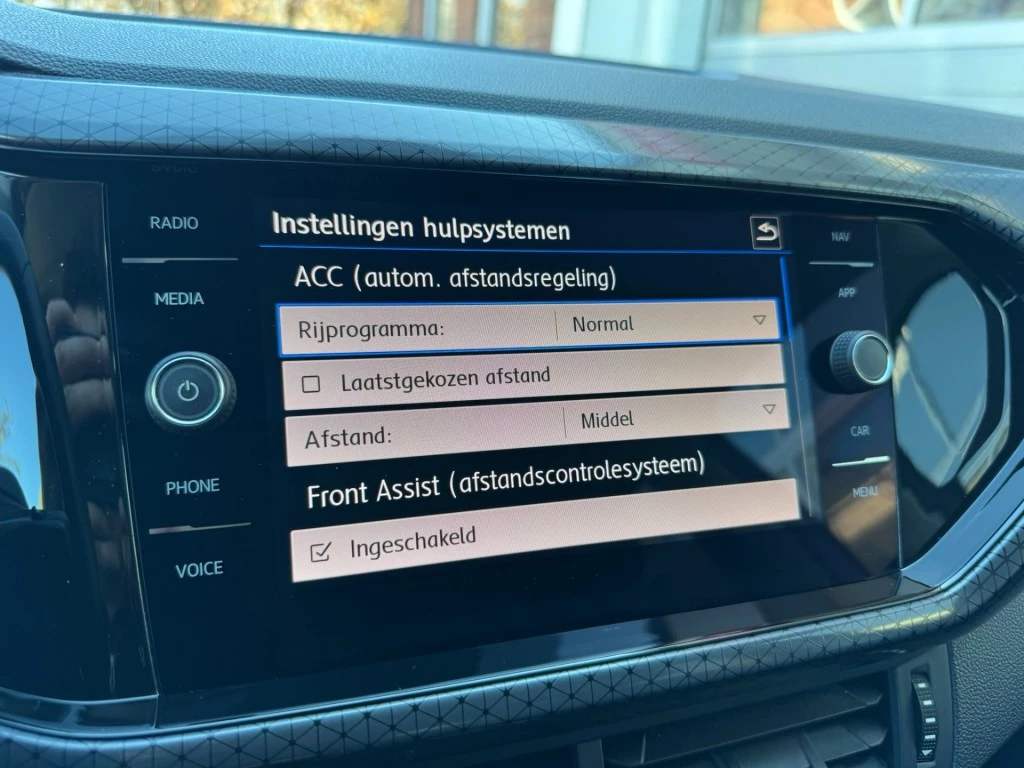 RADIO
MEDIA
PHONE
VOICE
Instellingen hulpsystemen
ACC (autom. afstandsregeling)
Rijprogramma: Normal
Laatstgekozen afstand
Afstand: Middel
Front Assist (afstandscontrolesysteem)
Ingeschakeld
NAV
APP
CAR
MENU